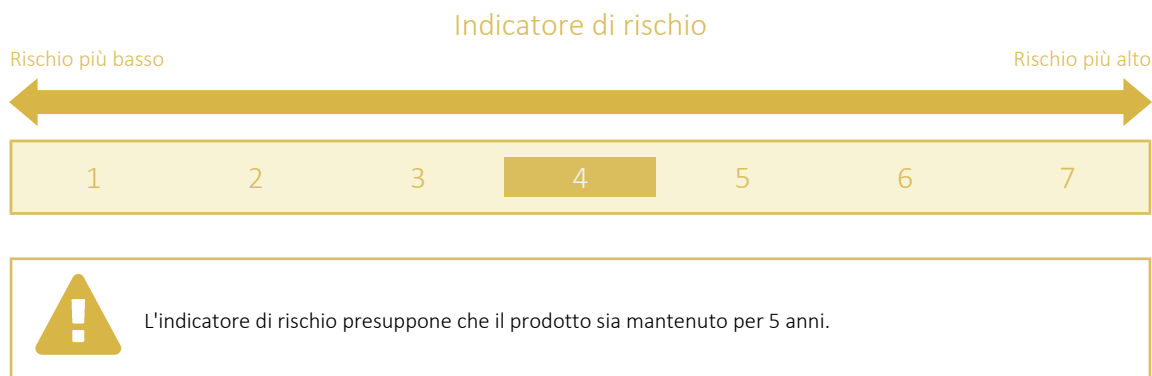 Indicatore di rischio
Rischio più basso Rischio più alto
1 2 3 4 5 6 7
L'indicatore di rischio presuppone che il prodotto sia mantenuto per 5 anni.